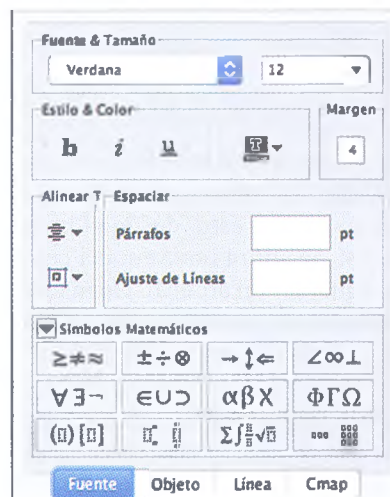 Fuente & Tamaño
Verdana 12
Estilo & Color Margen
b i u T 4
Alinear T Espaciar
Párrafos pt
Ajuste de Líneas pt
Símbolos Matemáticos
≥≠≈ ±÷⊗ →↕⇐ ∠∞⊥
∀∃¬ ∈∪⊃ αβχ ΦΓΩ
(▯)[▯] Σ∫√
Fuente Objeto Línea Cmap